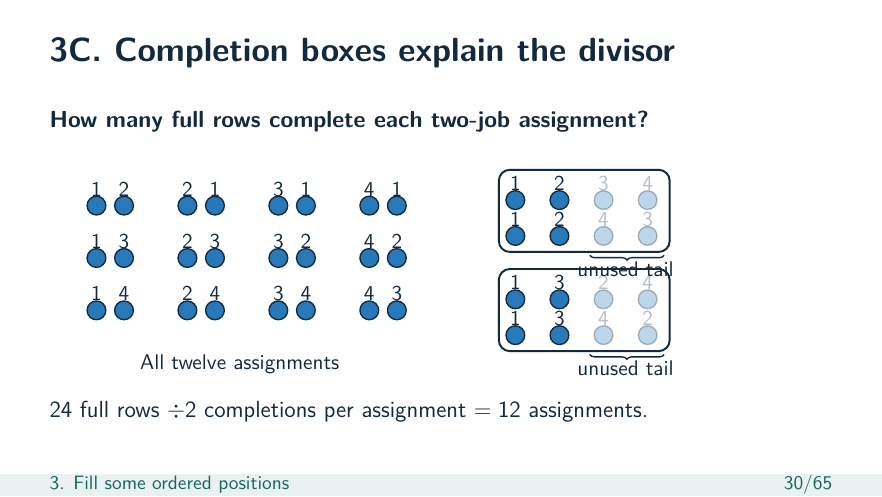 3C. Completion boxes explain the divisor
How many full rows complete each two-job assignment?
1 2 2 1 3 1 4 1
1 3 2 3 3 2 4 2
1 4 2 4 3 4 4 3
All twelve assignments
1 2 3 4
1 2 4 3
unused tail
1 3 2 4
1 3 4 2
unused tail
24 full rows ÷2 completions per assignment = 12 assignments.
3. Fill some ordered positions
30/65